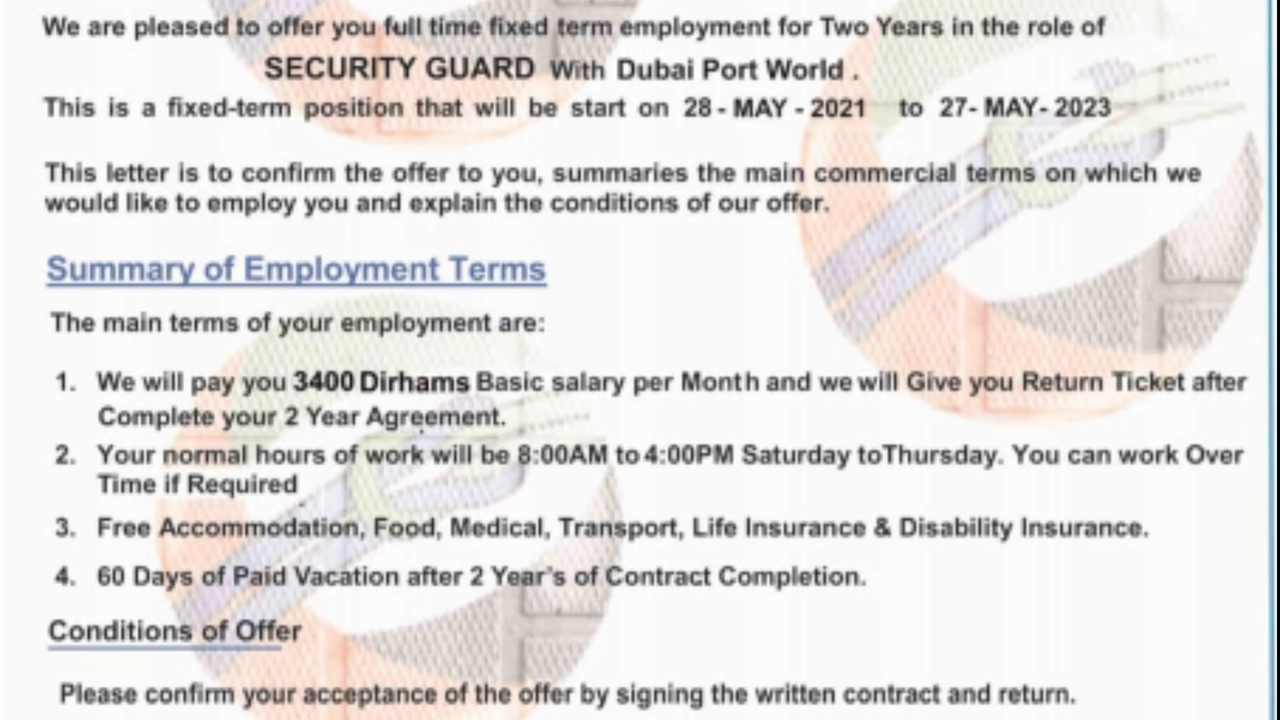 We are pleased to offer you full time fixed term employment for Two Years in the role of
SECURITY GUARD With Dubai Port World .
This is a fixed-term position that will be start on 28 - MAY - 2021 to 27- MAY- 2023
This letter is to confirm the offer to you, summaries the main commercial terms on which we
would like to employ you and explain the conditions of our offer.
Summary of Employment Terms
The main terms of your employment are:
1. We will pay you 3400 Dirhams Basic salary per Month and we will Give you Return Ticket after
Complete your 2 Year Agreement.
2. Your normal hours of work will be 8:00AM to 4:00PM Saturday toThursday. You can work Over
Time if Required
3. Free Accommodation, Food, Medical, Transport, Life Insurance & Disability Insurance.
4. 60 Days of Paid Vacation after 2 Year's of Contract Completion.
Conditions of Offer
Please confirm your acceptance of the offer by signing the written contract and return.